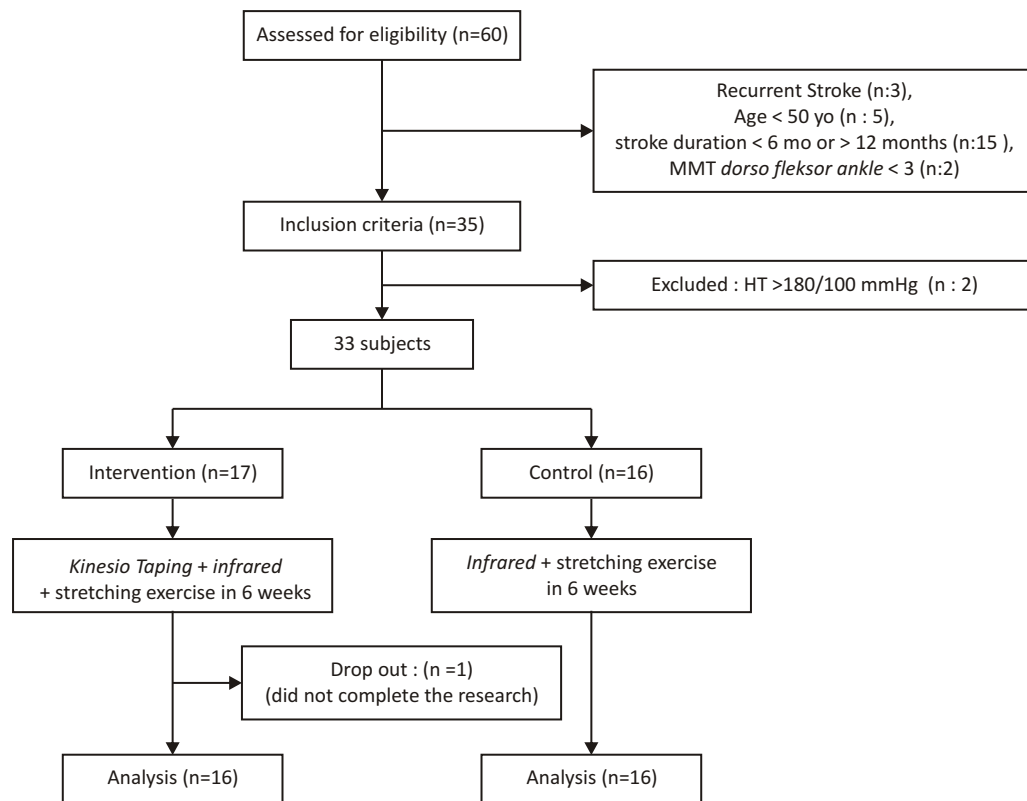 Assessed for eligibility (n=60)
Recurrent Stroke (n:3),
Age < 50 yo (n : 5),
stroke duration < 6 mo or > 12 months (n:15 ),
MMT dorso fleksor ankle < 3 (n:2)
Inclusion criteria (n=35)
Excluded : HT >180/100 mmHg (n : 2)
33 subjects
Intervention (n=17)
Control (n=16)
Kinesio Taping + infrared
+ stretching exercise in 6 weeks
Infrared + stretching exercise
in 6 weeks
Drop out : (n =1)
(did not complete the research)
Analysis (n=16)
Analysis (n=16)